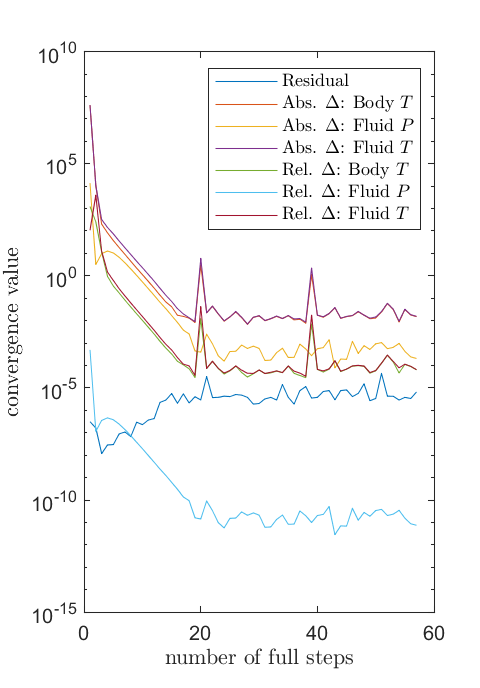 10^10
10^5
10^0
10^-5
10^-10
10^-15
convergence value
Residual
Abs. Δ: Body T
Abs. Δ: Fluid P
Abs. Δ: Fluid T
Rel. Δ: Body T
Rel. Δ: Fluid P
Rel. Δ: Fluid T
0 20 40 60
number of full steps